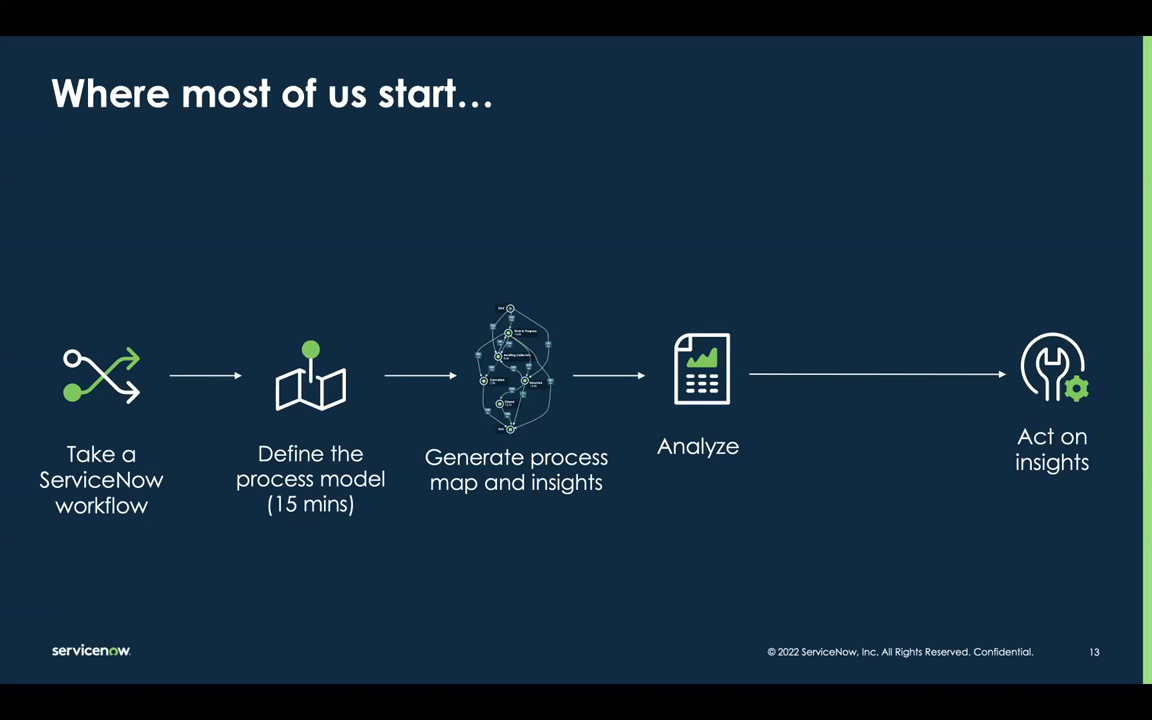 Where most of us start…
Take a
ServiceNow
workflow
Define the
process model
(15 mins)
Generate process
map and insights
Analyze
Act on
insights
servicenow
© 2022 ServiceNow, Inc. All Rights Reserved. Confidential.
13